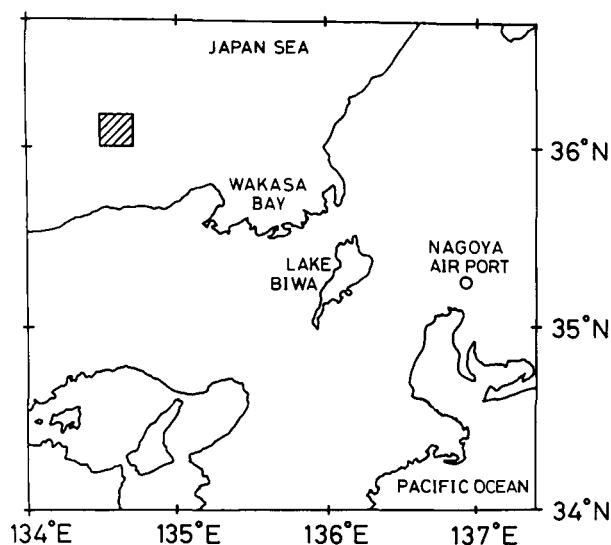 JAPAN SEA
36°N
WAKASA
BAY
NAGOYA
AIR PORT
LAKE
BIWA
35°N
PACIFIC OCEAN
34°N
134°E
135°E
136°E
137°E